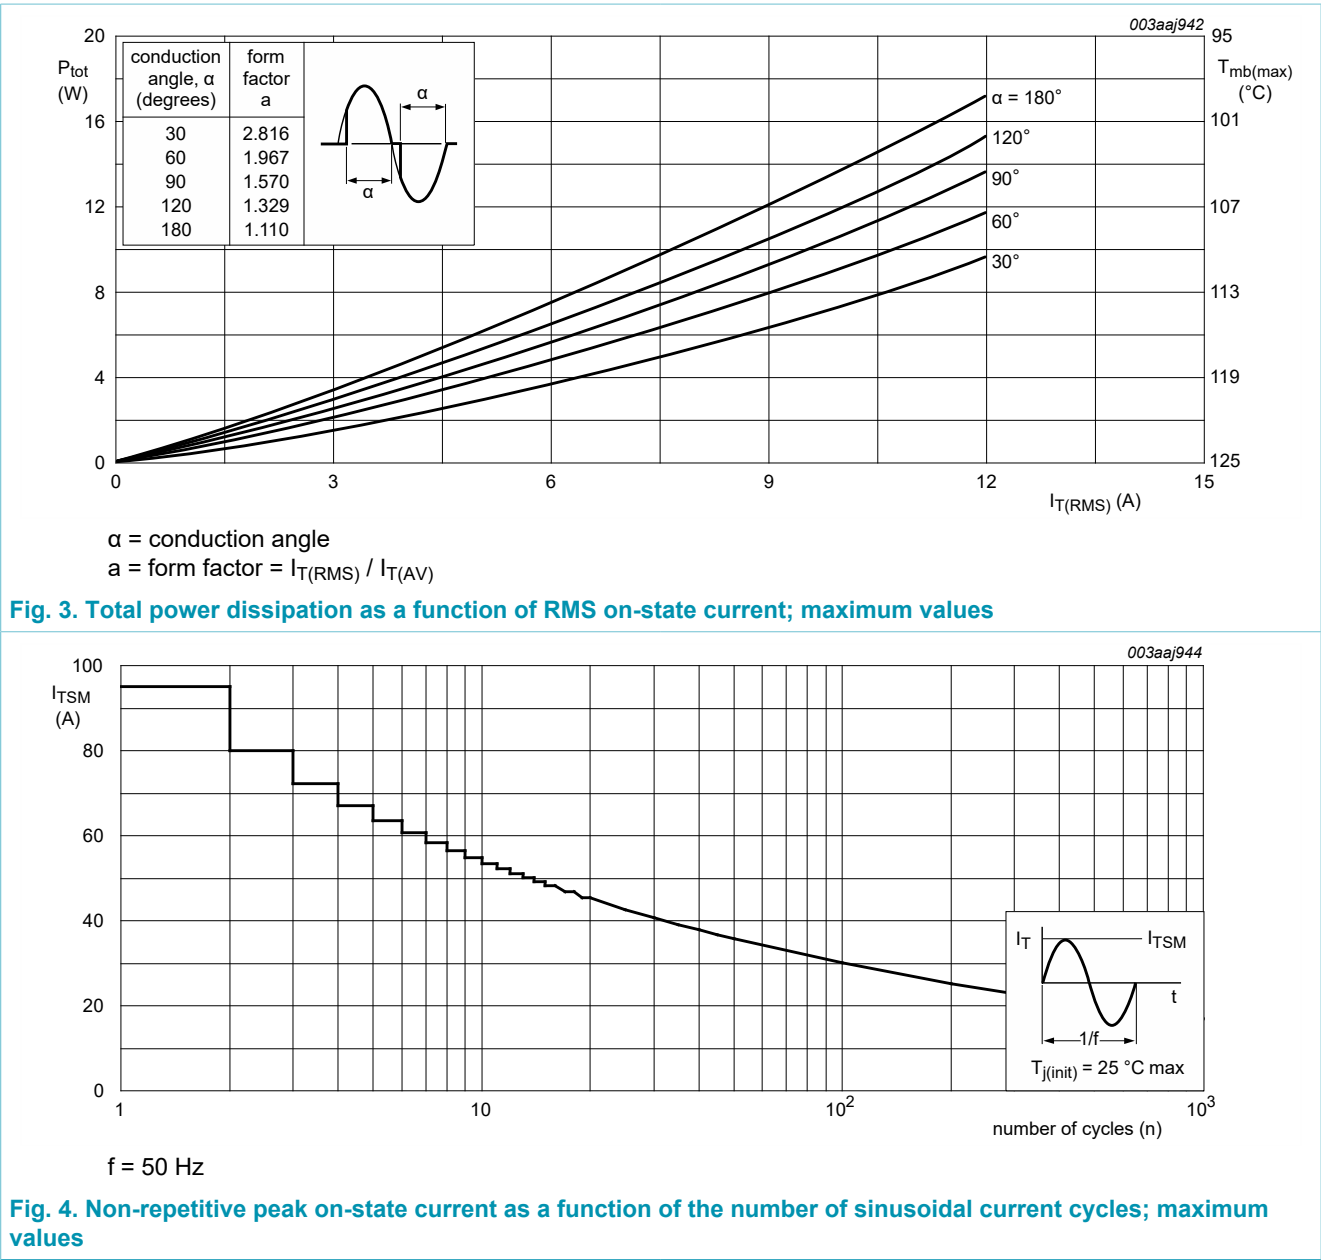 003aaj942
20
Ptot
(W)
16
12
8
4
0
conduction angle, α (degrees) form factor a
30 2.816
60 1.967
90 1.570
120 1.329
180 1.110
α
α
α = 180°
120°
90°
60°
30°
95
Tmb(max)
(°C)
101
107
113
119
125
0 3 6 9 12 15
IT(RMS) (A)
α = conduction angle
a = form factor = IT(RMS) / IT(AV)
Fig. 3. Total power dissipation as a function of RMS on-state current; maximum values
003aaj944
100
ITSM
(A)
80
60
40
20
0
IT ITSM
t
1/f
Tj(init) = 25 °C max
1 10 10² 10³
number of cycles (n)
f = 50 Hz
Fig. 4. Non-repetitive peak on-state current as a function of the number of sinusoidal current cycles; maximum
values